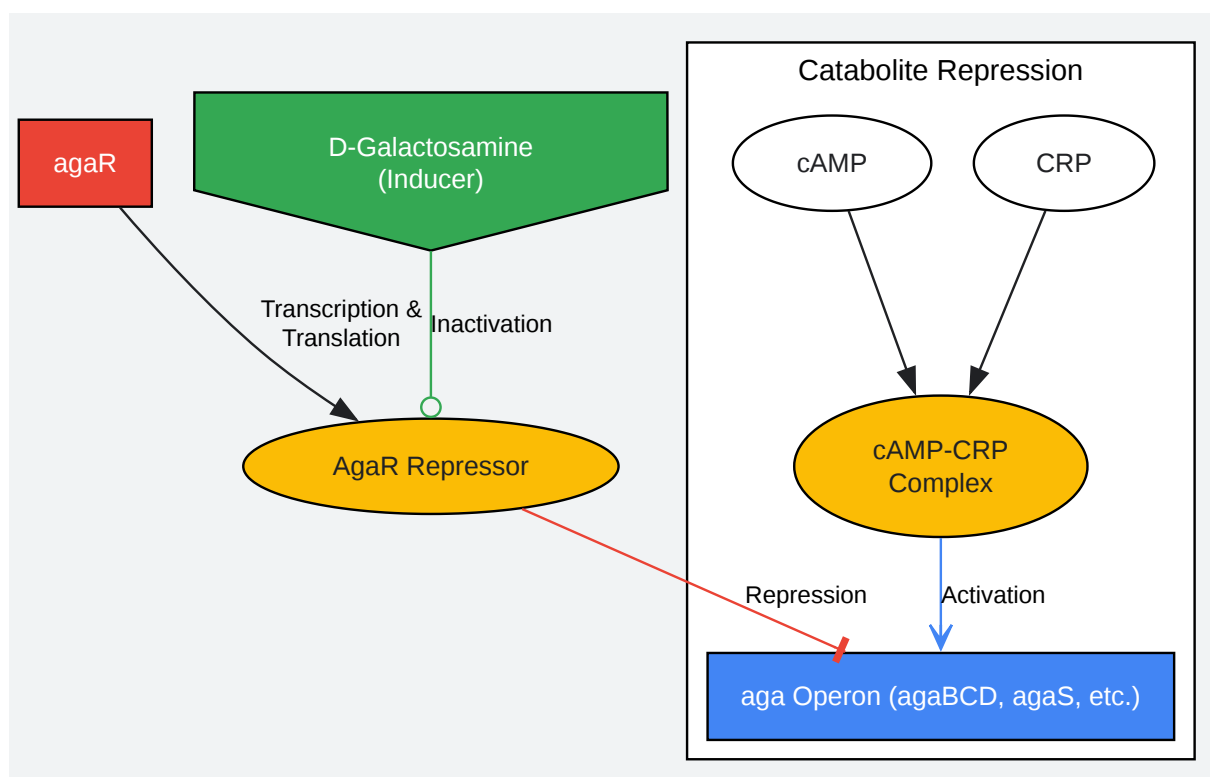 Catabolite Repression
agaR
D-Galactosamine
(Inducer)
cAMP
CRP
Transcription &
Translation
Inactivation
AgaR Repressor
cAMP-CRP
Complex
Repression
Activation
aga Operon (agaBCD, agaS, etc.)